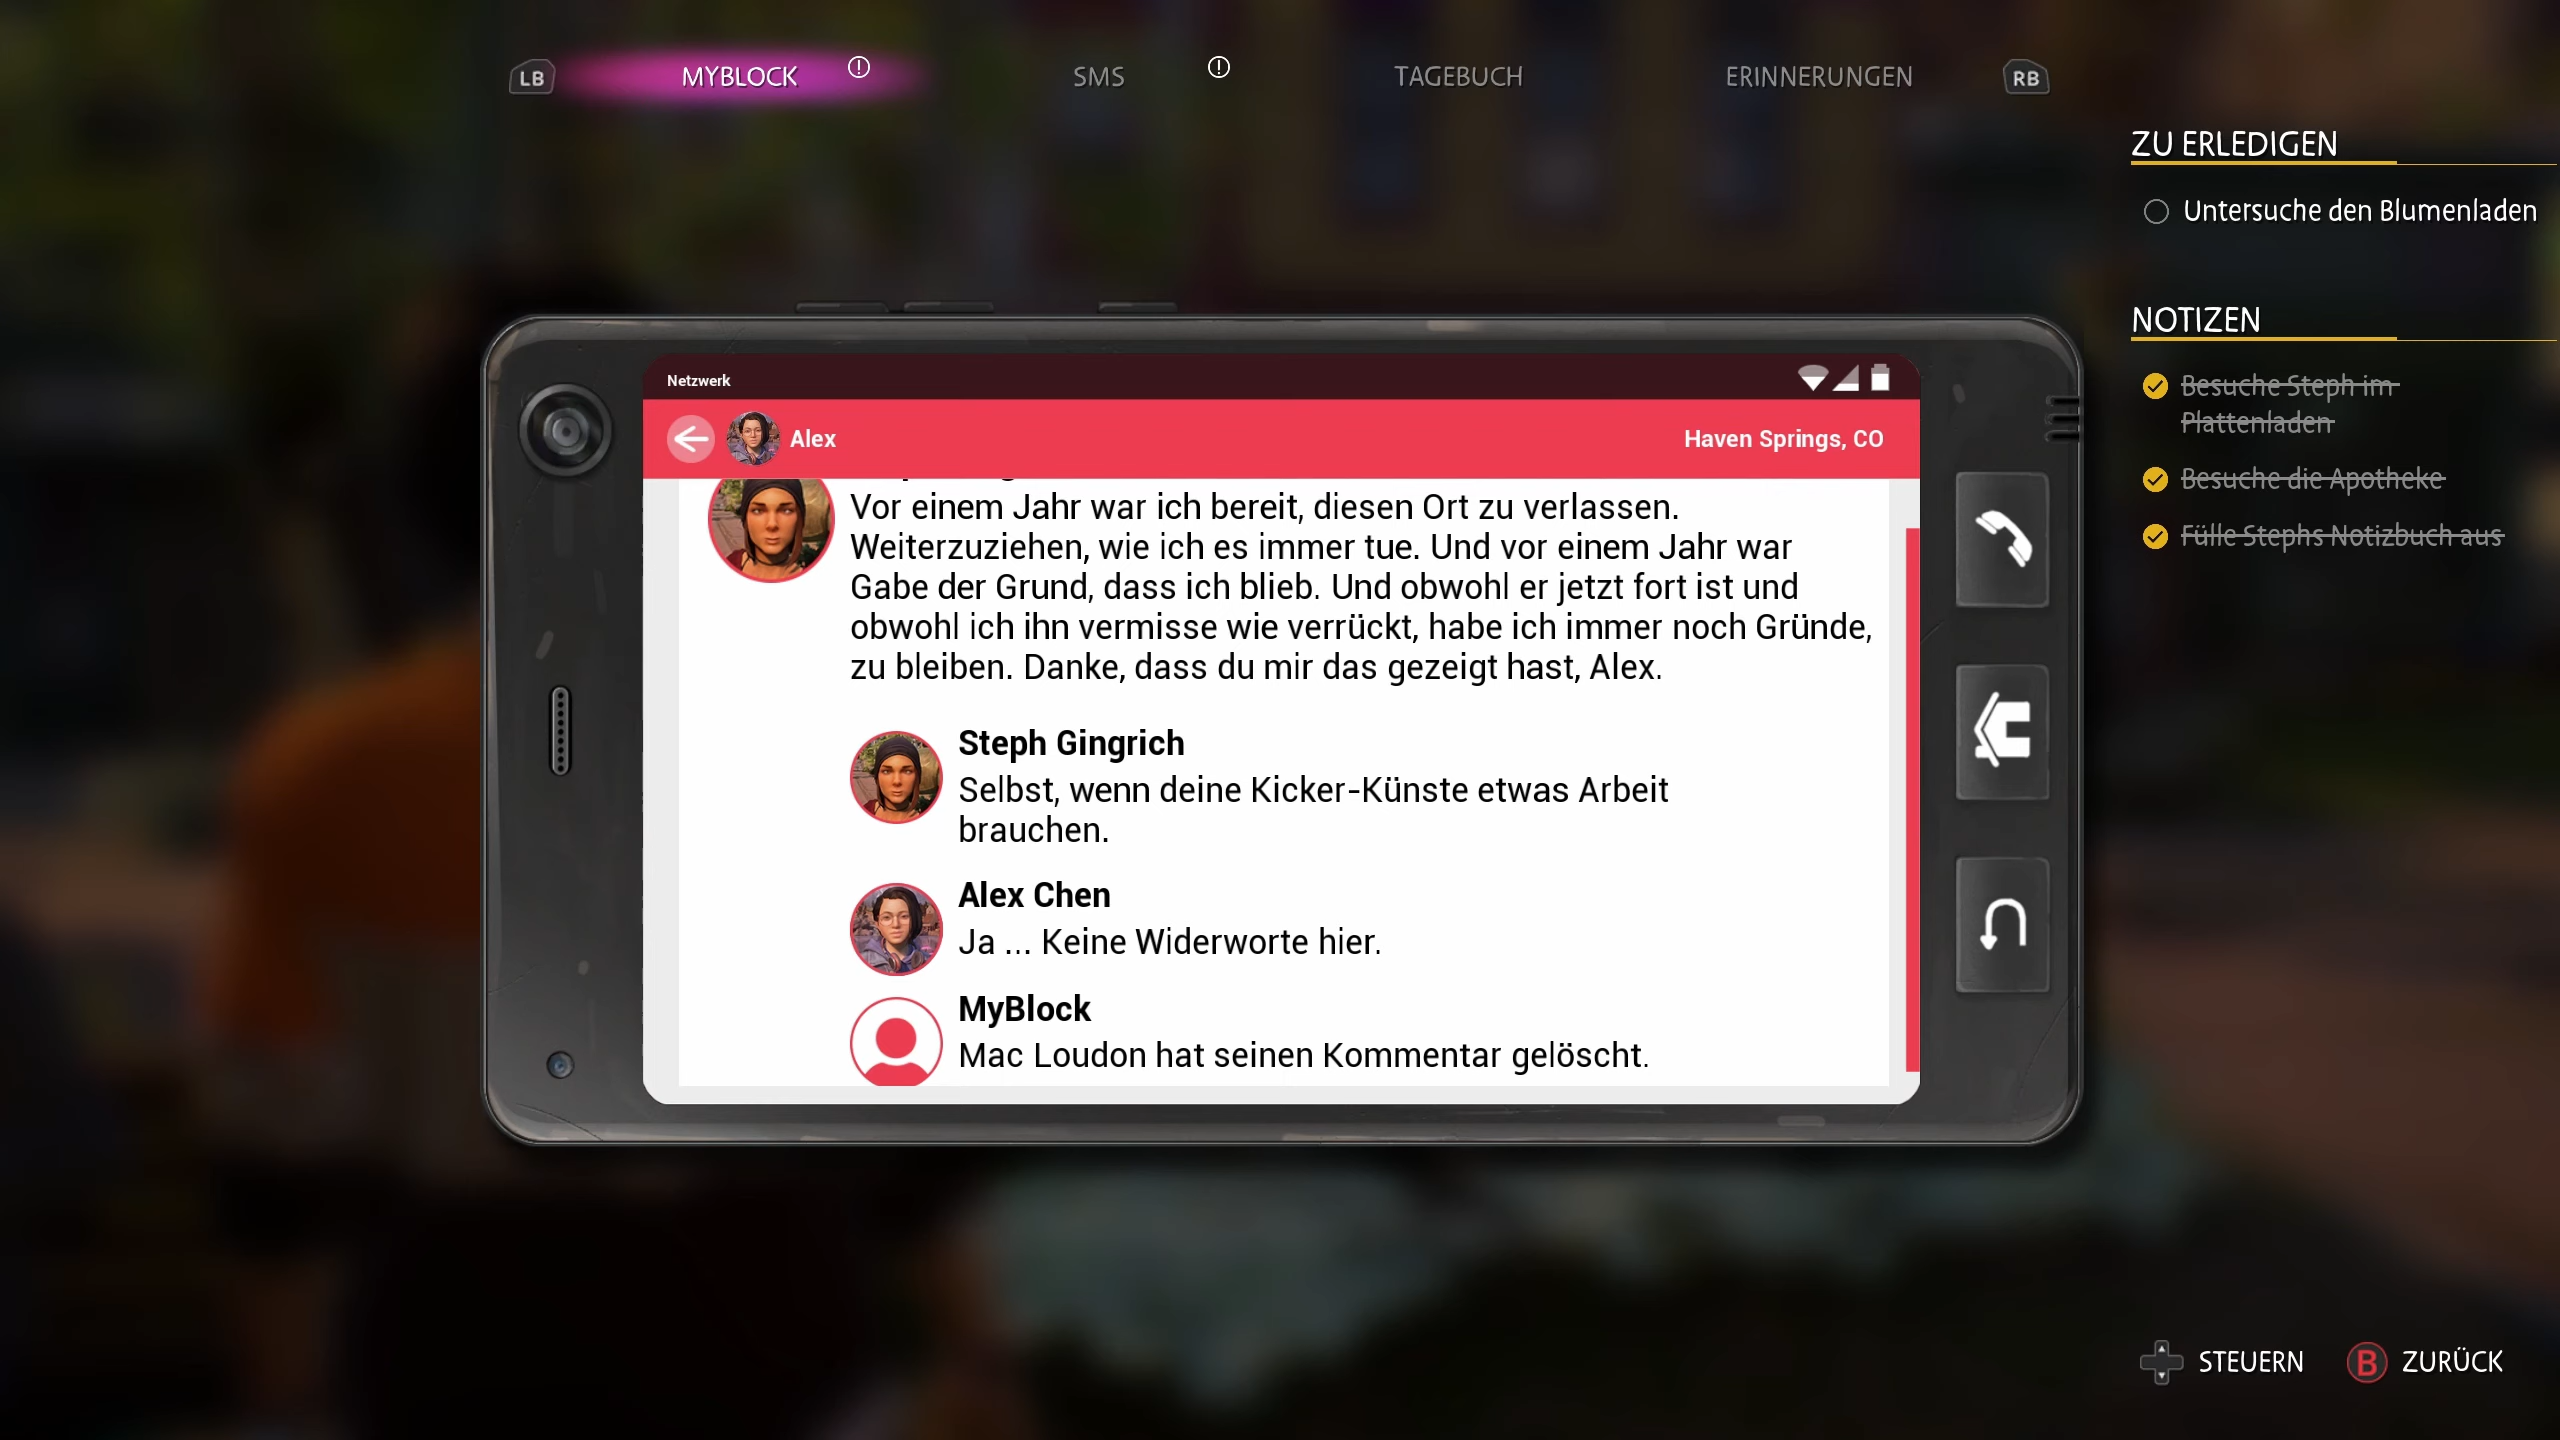 LB
MYBLOCK
SMS
TAGEBUCH
ERINNERUNGEN
RB
ZU ERLEDIGEN
Untersuche den Blumenladen
NOTIZEN
Besuche Steph im
Plattenladen
Besuche die Apotheke
Fülle Stephs Notizbuch aus
Netzwerk
Alex
Haven Springs, CO
Vor einem Jahr war ich bereit, diesen Ort zu verlassen.
Weiterzuziehen, wie ich es immer tue. Und vor einem Jahr war
Gabe der Grund, dass ich blieb. Und obwohl er jetzt fort ist und
obwohl ich ihn vermisse wie verrückt, habe ich immer noch Gründe,
zu bleiben. Danke, dass du mir das gezeigt hast, Alex.
Steph Gingrich
Selbst, wenn deine Kicker-Künste etwas Arbeit
brauchen.
Alex Chen
Ja ... Keine Widerworte hier.
MyBlock
Mac Loudon hat seinen Kommentar gelöscht.
STEUERN
B ZURÜCK